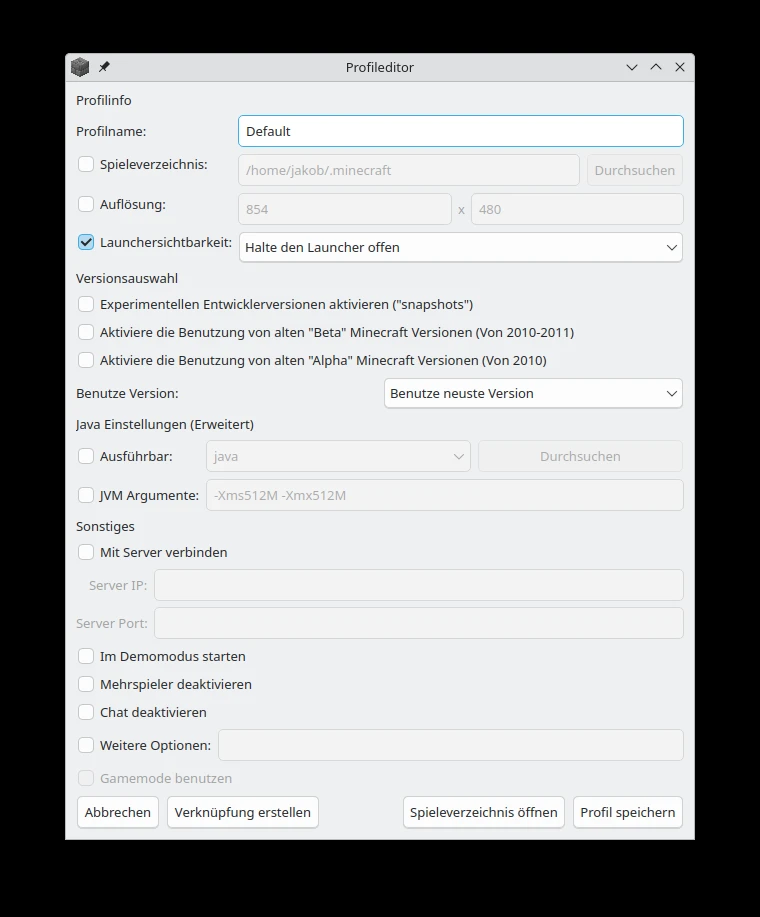 Profileditor
Profilinfo
Profilname: Default
Spieleverzeichnis: /home/jakob/.minecraft Durchsuchen
Auflösung: 854 x 480
Launchersichtbarkeit: Halte den Launcher offen
Versionsauswahl
Experimentellen Entwicklerversionen aktivieren ("snapshots")
Aktiviere die Benutzung von alten "Beta" Minecraft Versionen (Von 2010-2011)
Aktiviere die Benutzung von alten "Alpha" Minecraft Versionen (Von 2010)
Benutze Version: Benutze neuste Version
Java Einstellungen (Erweitert)
Ausführbar: java Durchsuchen
JVM Argumente: -Xms512M -Xmx512M
Sonstiges
Mit Server verbinden
Server IP:
Server Port:
Im Demomodus starten
Mehrspieler deaktivieren
Chat deaktivieren
Weitere Optionen:
Gamemode benutzen
Abbrechen Verknüpfung erstellen Spieleverzeichnis öffnen Profil speichern